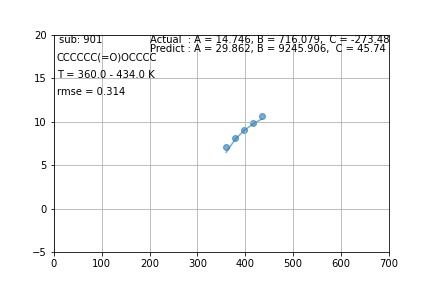 sub: 901
Actual : A = 14.746, B = 716.079, C = -273.48
Predict : A = 29.862, B = 9245.906, C = 45.74
CCCCCC(=O)OCCCC
T = 360.0 - 434.0 K
rmse = 0.314
20
15
10
5
0
−5
0 100 200 300 400 500 600 700